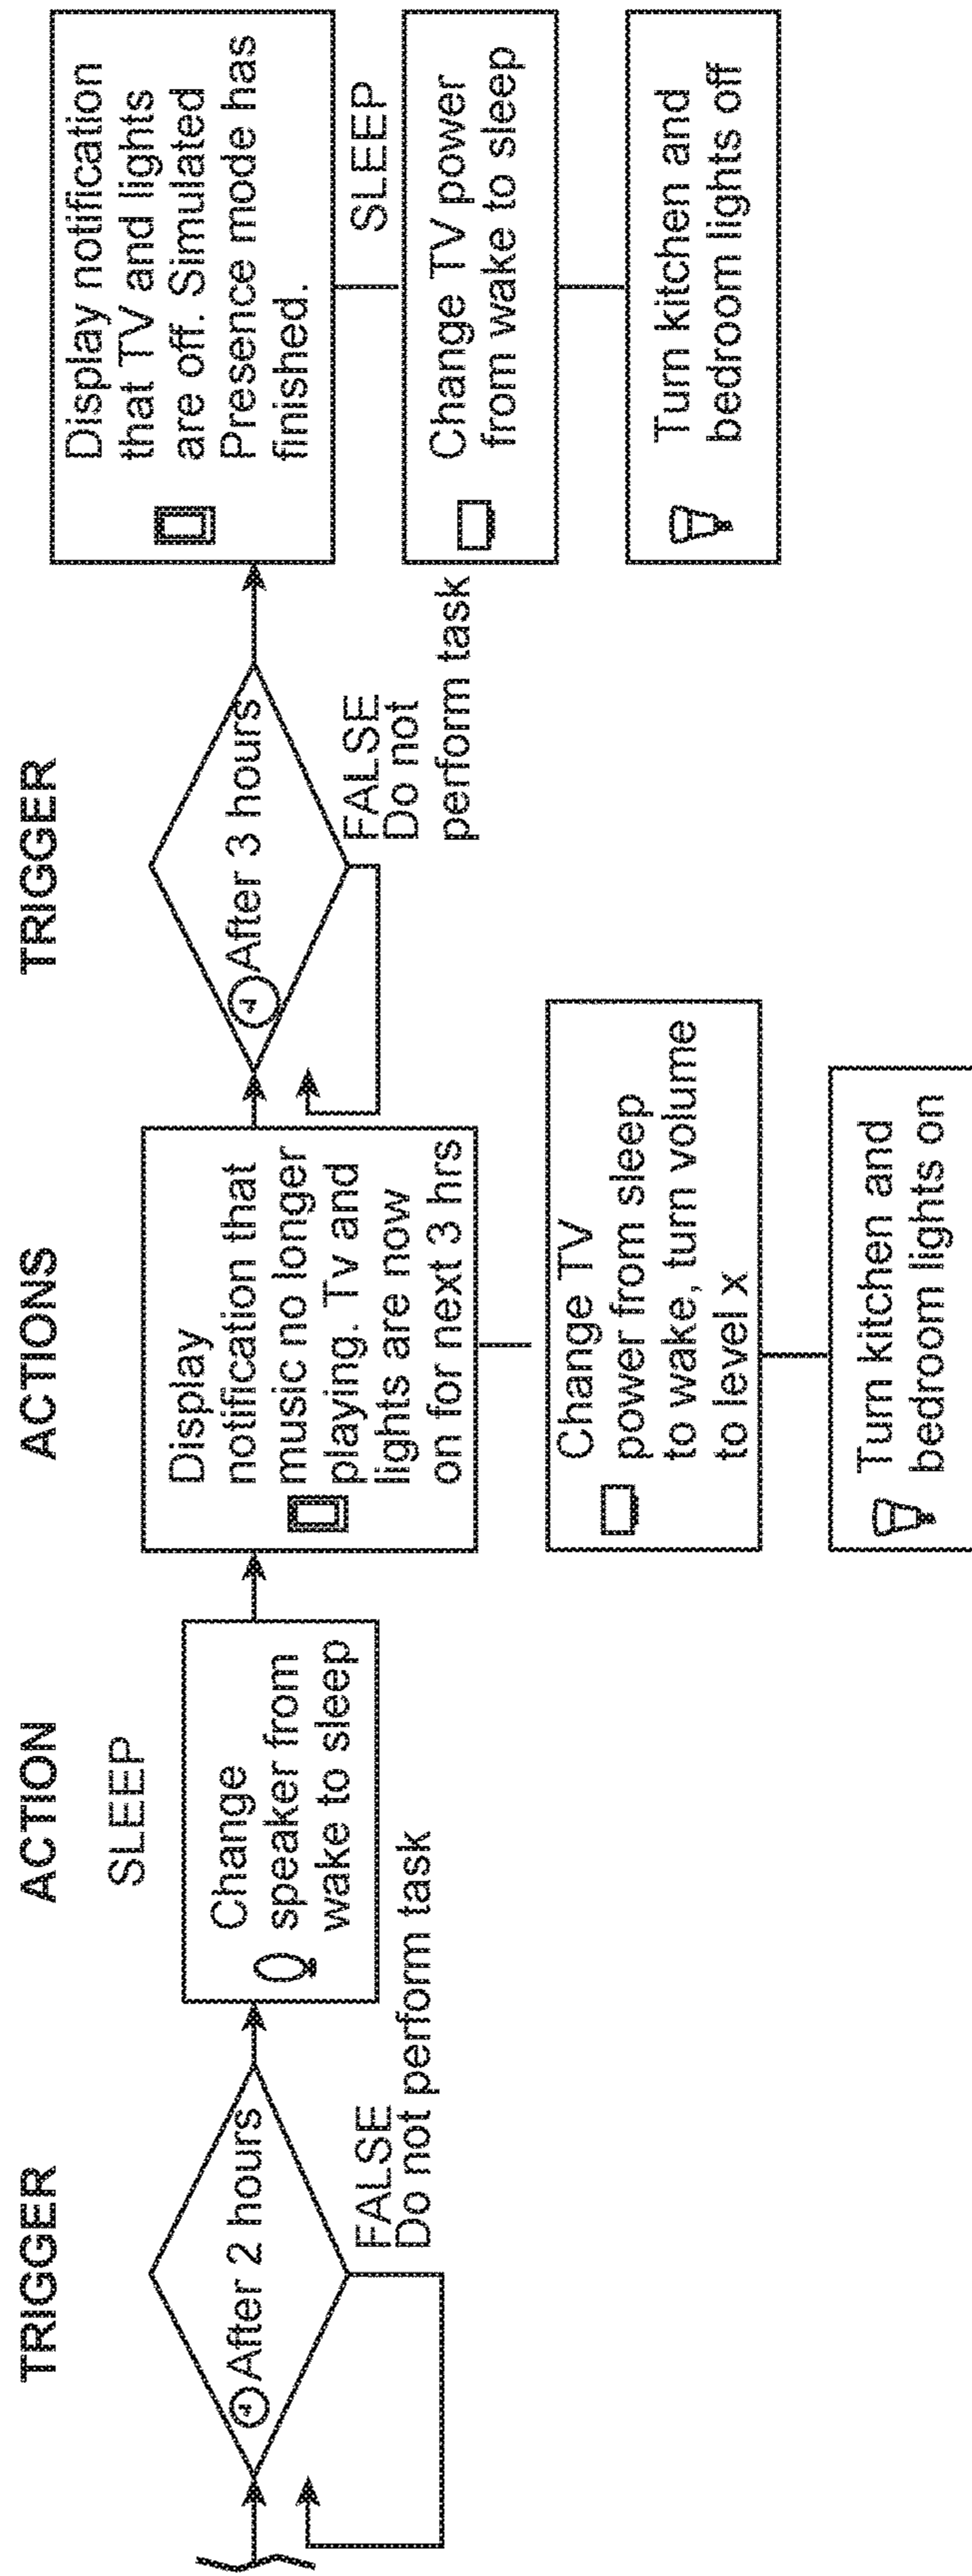 TRIGGER
After 2 hours
FALSE
Do not perform task
ACTION
SLEEP
Change
speaker from
wake to sleep
ACTIONS
Display
notification that
music no longer
playing. Tv and
lights are now
on for next 3 hrs
Change TV
power from sleep
to wake, turn volume
to level x
Turn kitchen and
bedroom lights on
TRIGGER
After 3 hours
FALSE
Do not
perform task
Display notification
that TV and lights
are off. Simulated
Presence mode has
finished.
SLEEP
Change TV power
from wake to sleep
Turn kitchen and
bedroom lights off